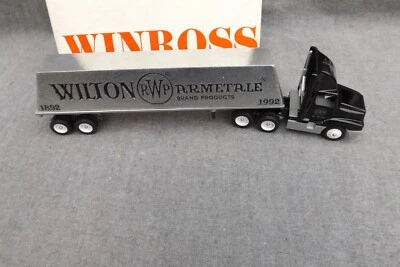 WINROSS
WILTON RWP ARMETALE
BRAND PRODUCTS
1892 1992